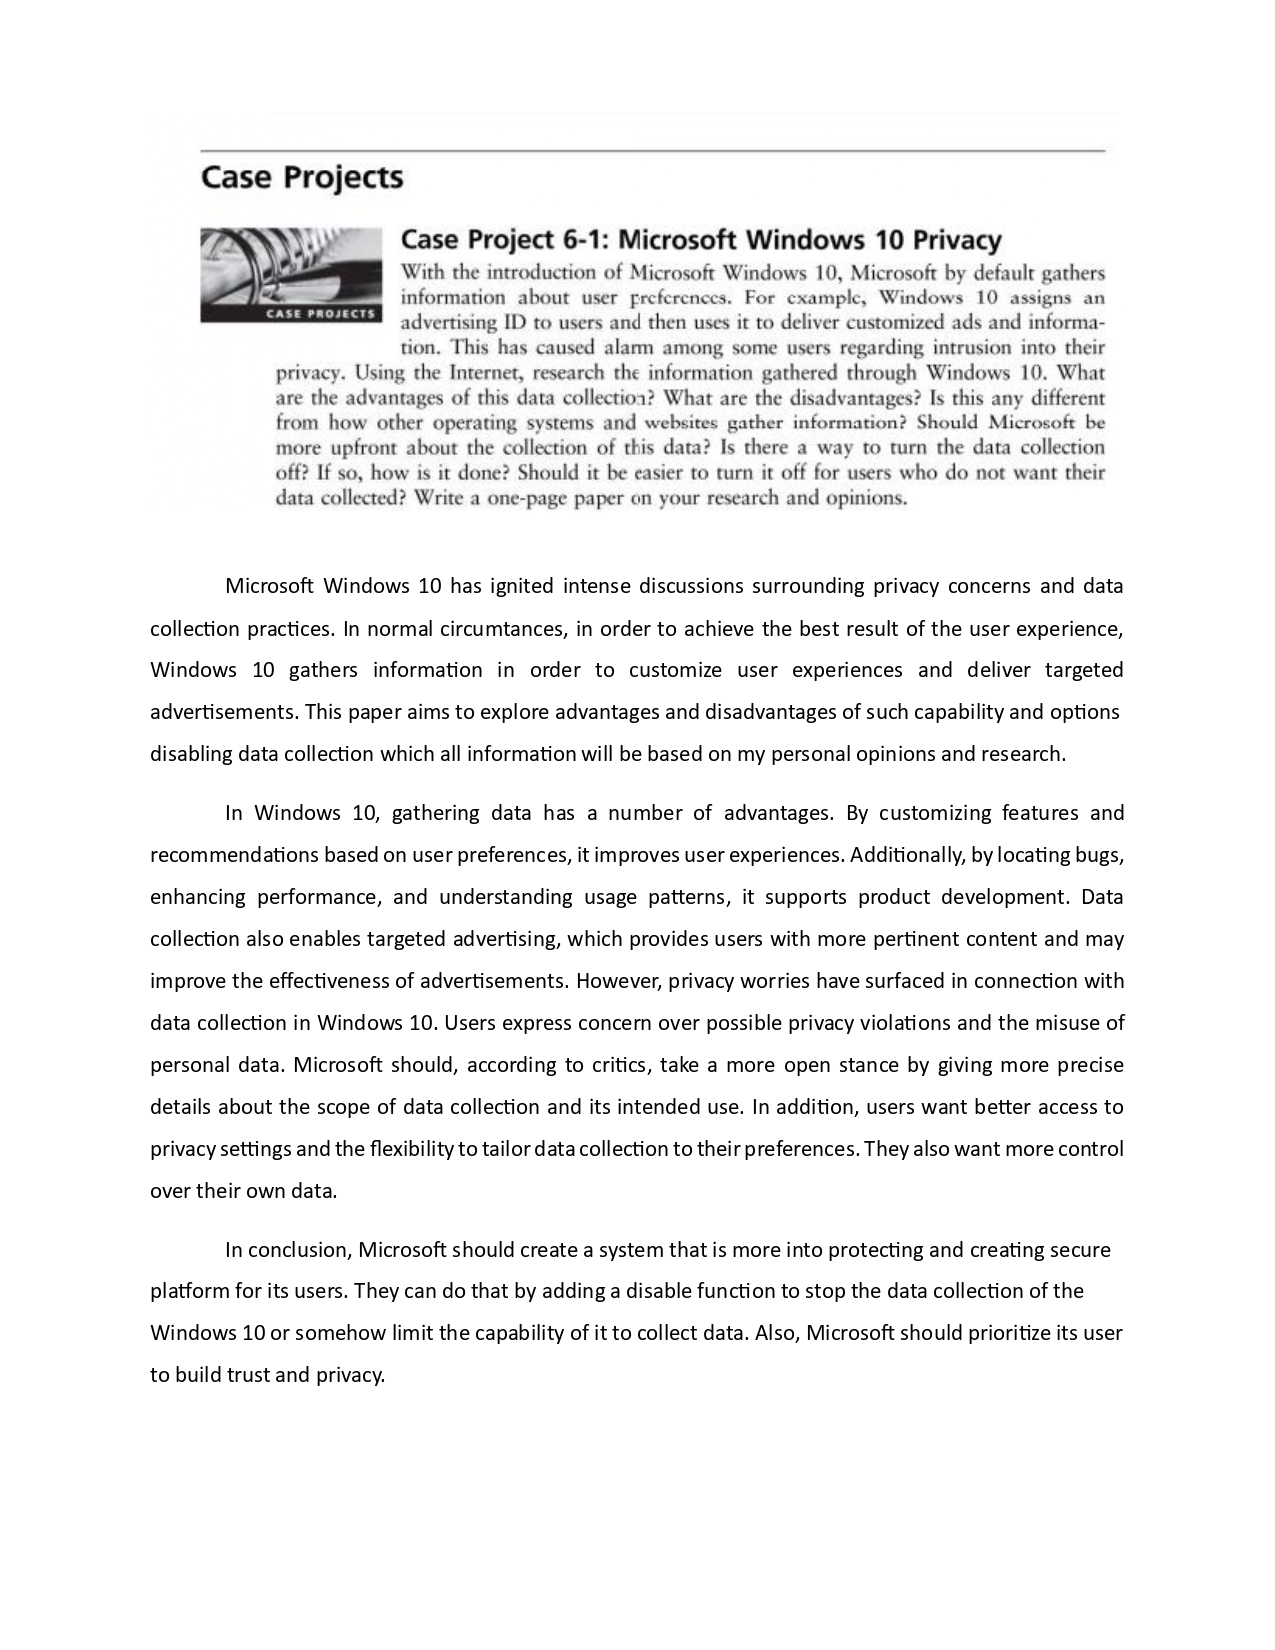 Case Projects
Case Project 6-1: Microsoft Windows 10 Privacy
With the introduction of Microsoft Windows 10, Microsoft by default gathers
information about user preferences. For example, Windows 10 assigns an
CASE PROJECTS
advertising ID to users and then uses it to deliver customized ads and informa-
tion. This has caused alarm among some users regarding intrusion into their
privacy. Using the Internet, research the information gathered through Windows 10. What
are the advantages of this data collection? What are the disadvantages? Is this any different
from how other operating systems and websites gather information? Should Microsoft be
more upfront about the collection of this data? Is there a way to turn the data collection
off? If so, how is it done? Should it be easier to turn it off for users who do not want their
data collected? Write a one-page paper on your research and opinions.
Microsoft Windows 10 has ignited intense discussions surrounding privacy concerns and data
collection practices. In normal circumtances, in order to achieve the best result of the user experience,
Windows 10 gathers information in order to customize user experiences and deliver targeted
advertisements. This paper aims to explore advantages and disadvantages of such capability and options
disabling data collection which all information will be based on my personal opinions and research.
In Windows 10, gathering data has a number of advantages. By customizing features and
recommendations based on user preferences, it improves user experiences. Additionally, by locating bugs,
enhancing performance, and understanding usage patterns, it supports product development. Data
collection also enables targeted advertising, which provides users with more pertinent content and may
improve the effectiveness of advertisements. However, privacy worries have surfaced in connection with
data collection in Windows 10. Users express concern over possible privacy violations and the misuse of
personal data. Microsoft should, according to critics, take a more open stance by giving more precise
details about the scope of data collection and its intended use. In addition, users want better access to
privacy settings and the flexibility to tailor data collection to their preferences. They also want more control
over their own data.
In conclusion, Microsoft should create a system that is more into protecting and creating secure
platform for its users. They can do that by adding a disable function to stop the data collection of the
Windows 10 or somehow limit the capability of it to collect data. Also, Microsoft should prioritize its user
to build trust and privacy.